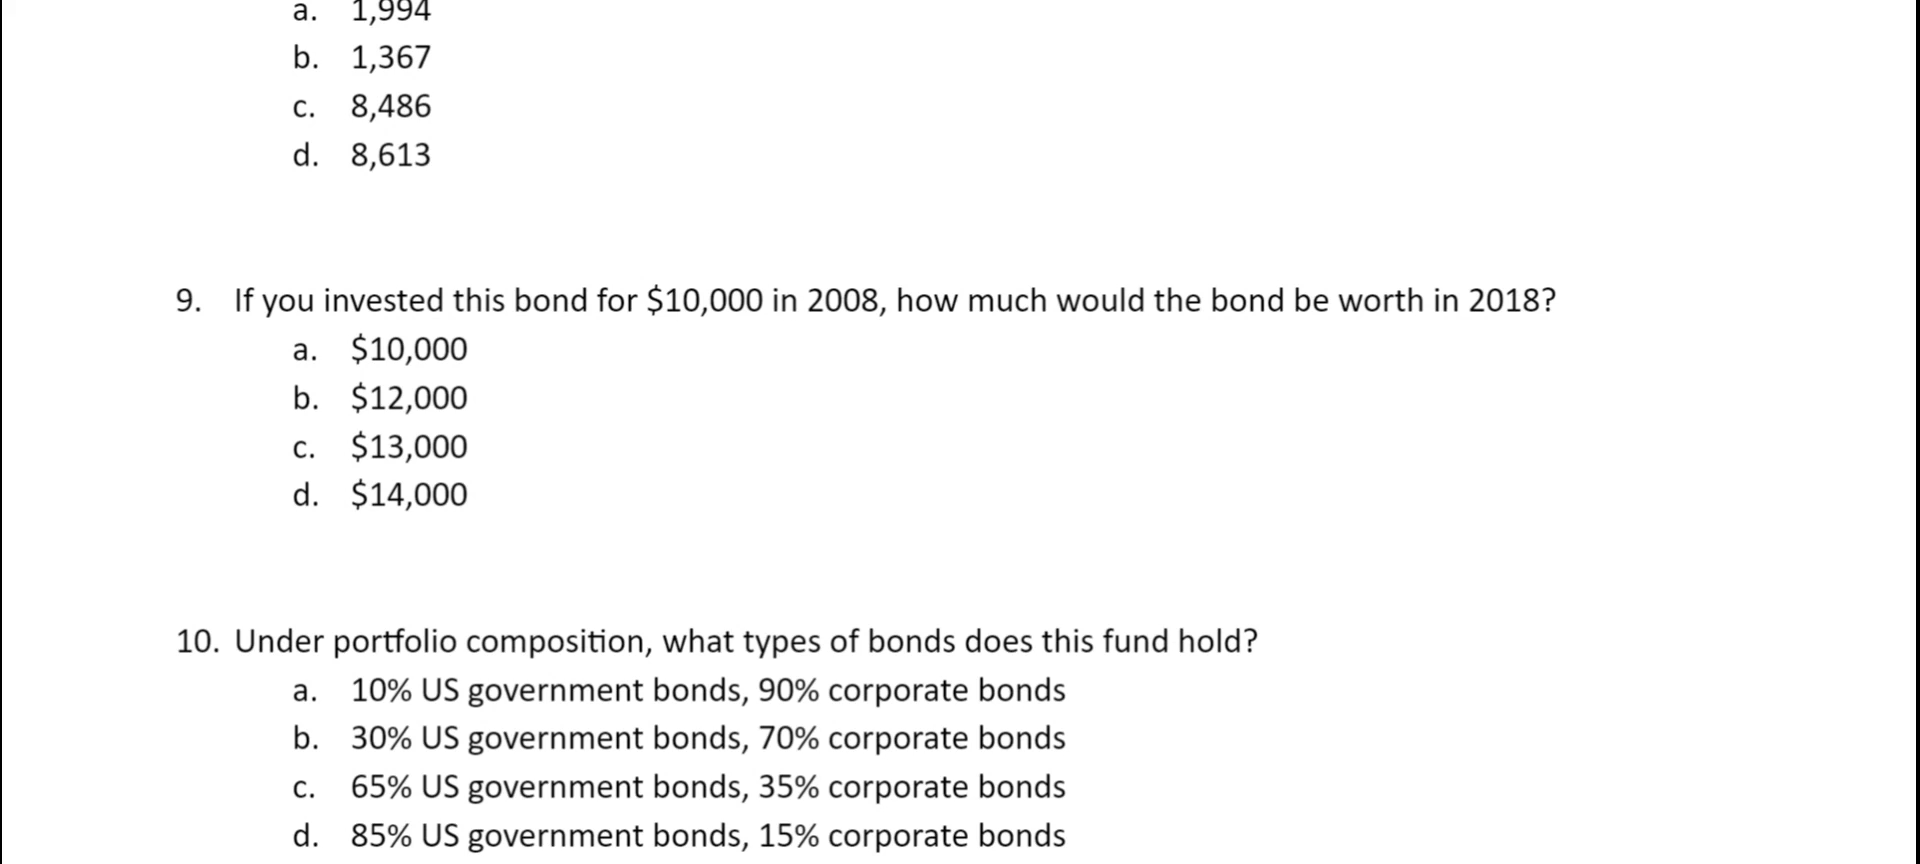 a. 1,994
b. 1,367
c. 8,486
d. 8,613
9. If you invested this bond for $10,000 in 2008, how much would the bond be worth in 2018?
a. $10,000
b. $12,000
c. $13,000
d. $14,000
10. Under portfolio composition, what types of bonds does this fund hold?
a. 10% US government bonds, 90% corporate bonds
b. 30% US government bonds, 70% corporate bonds
c. 65% US government bonds, 35% corporate bonds
d. 85% US government bonds, 15% corporate bonds